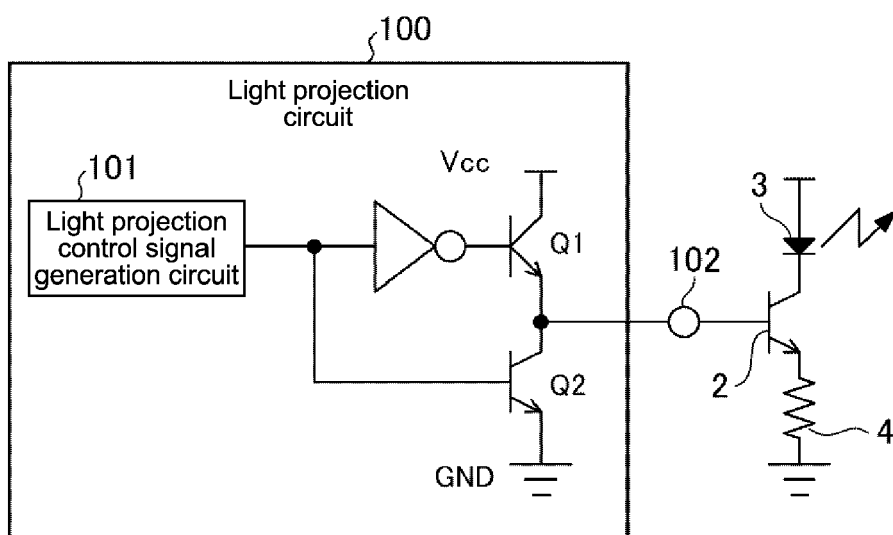 100
Light projection
circuit
101
Light projection
control signal
generation circuit
Vcc
Q1
Q2
GND
102
3
2
4